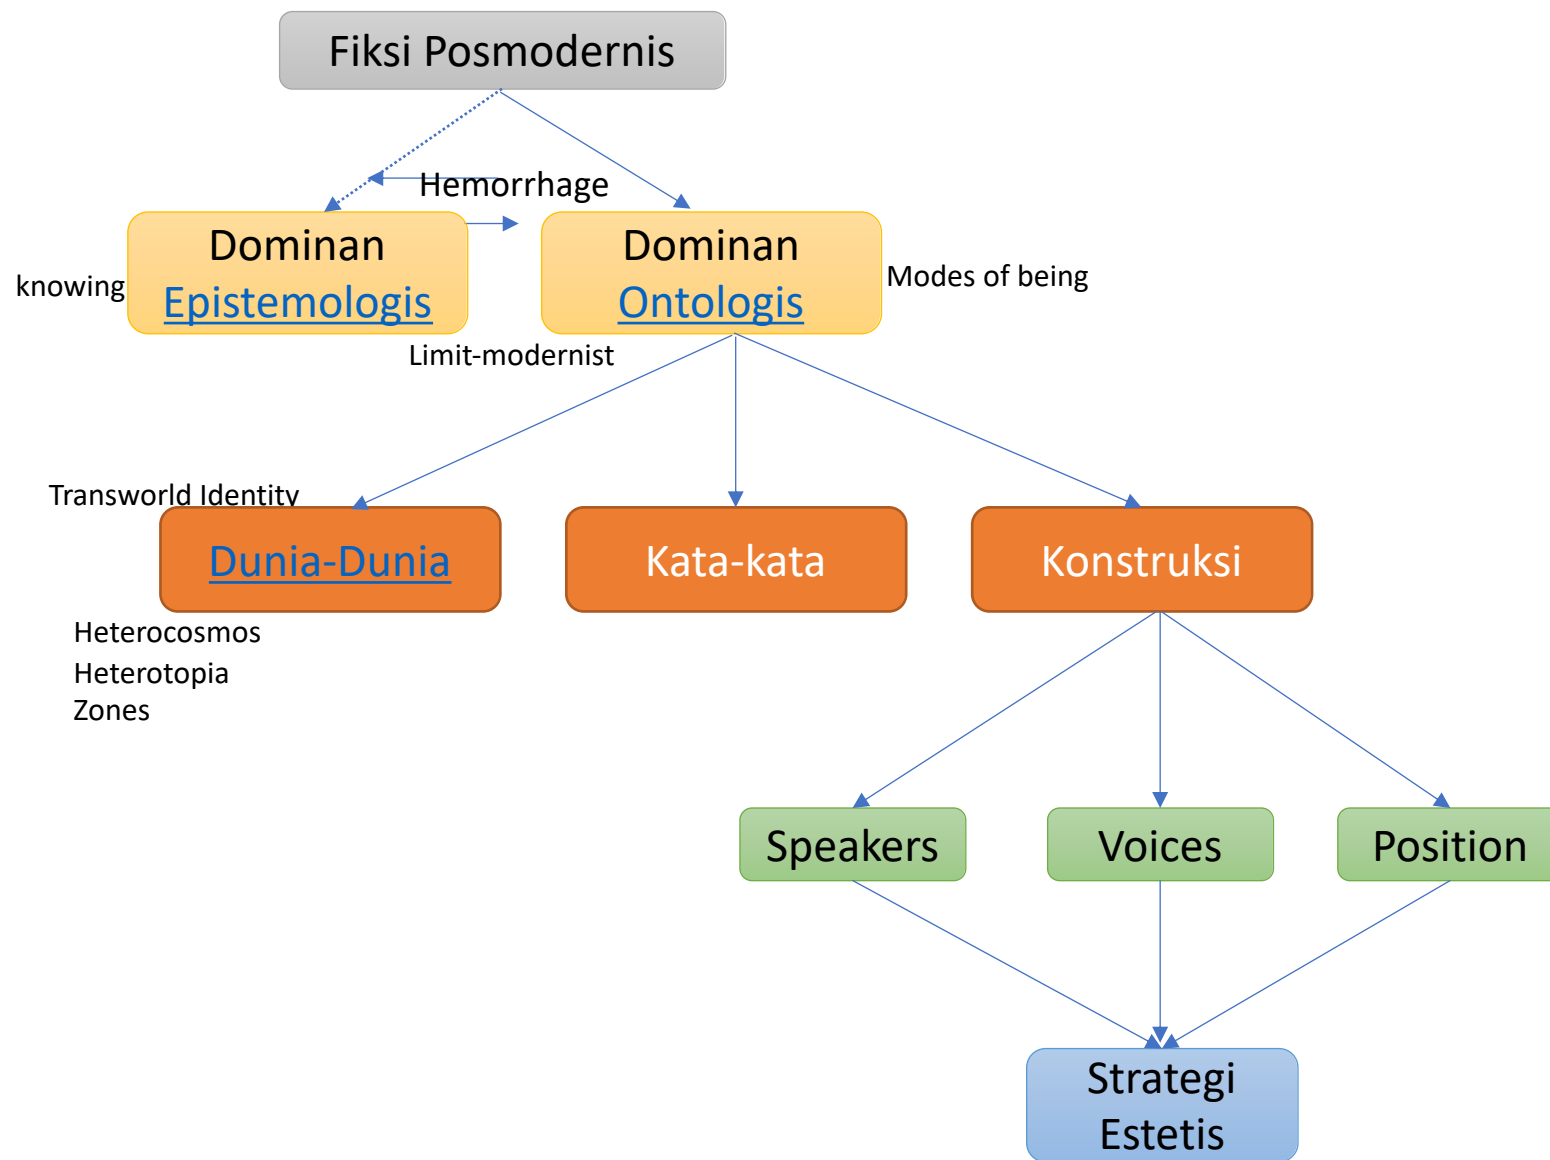 Fiksi Posmodernis
Hemorrhage
Dominan
Epistemologis
Dominan
Ontologis
knowing
Modes of being
Limit-modernist
Transworld Identity
Dunia-Dunia
Kata-kata
Konstruksi
Heterocosmos
Heterotopia
Zones
Speakers
Voices
Position
Strategi
Estetis